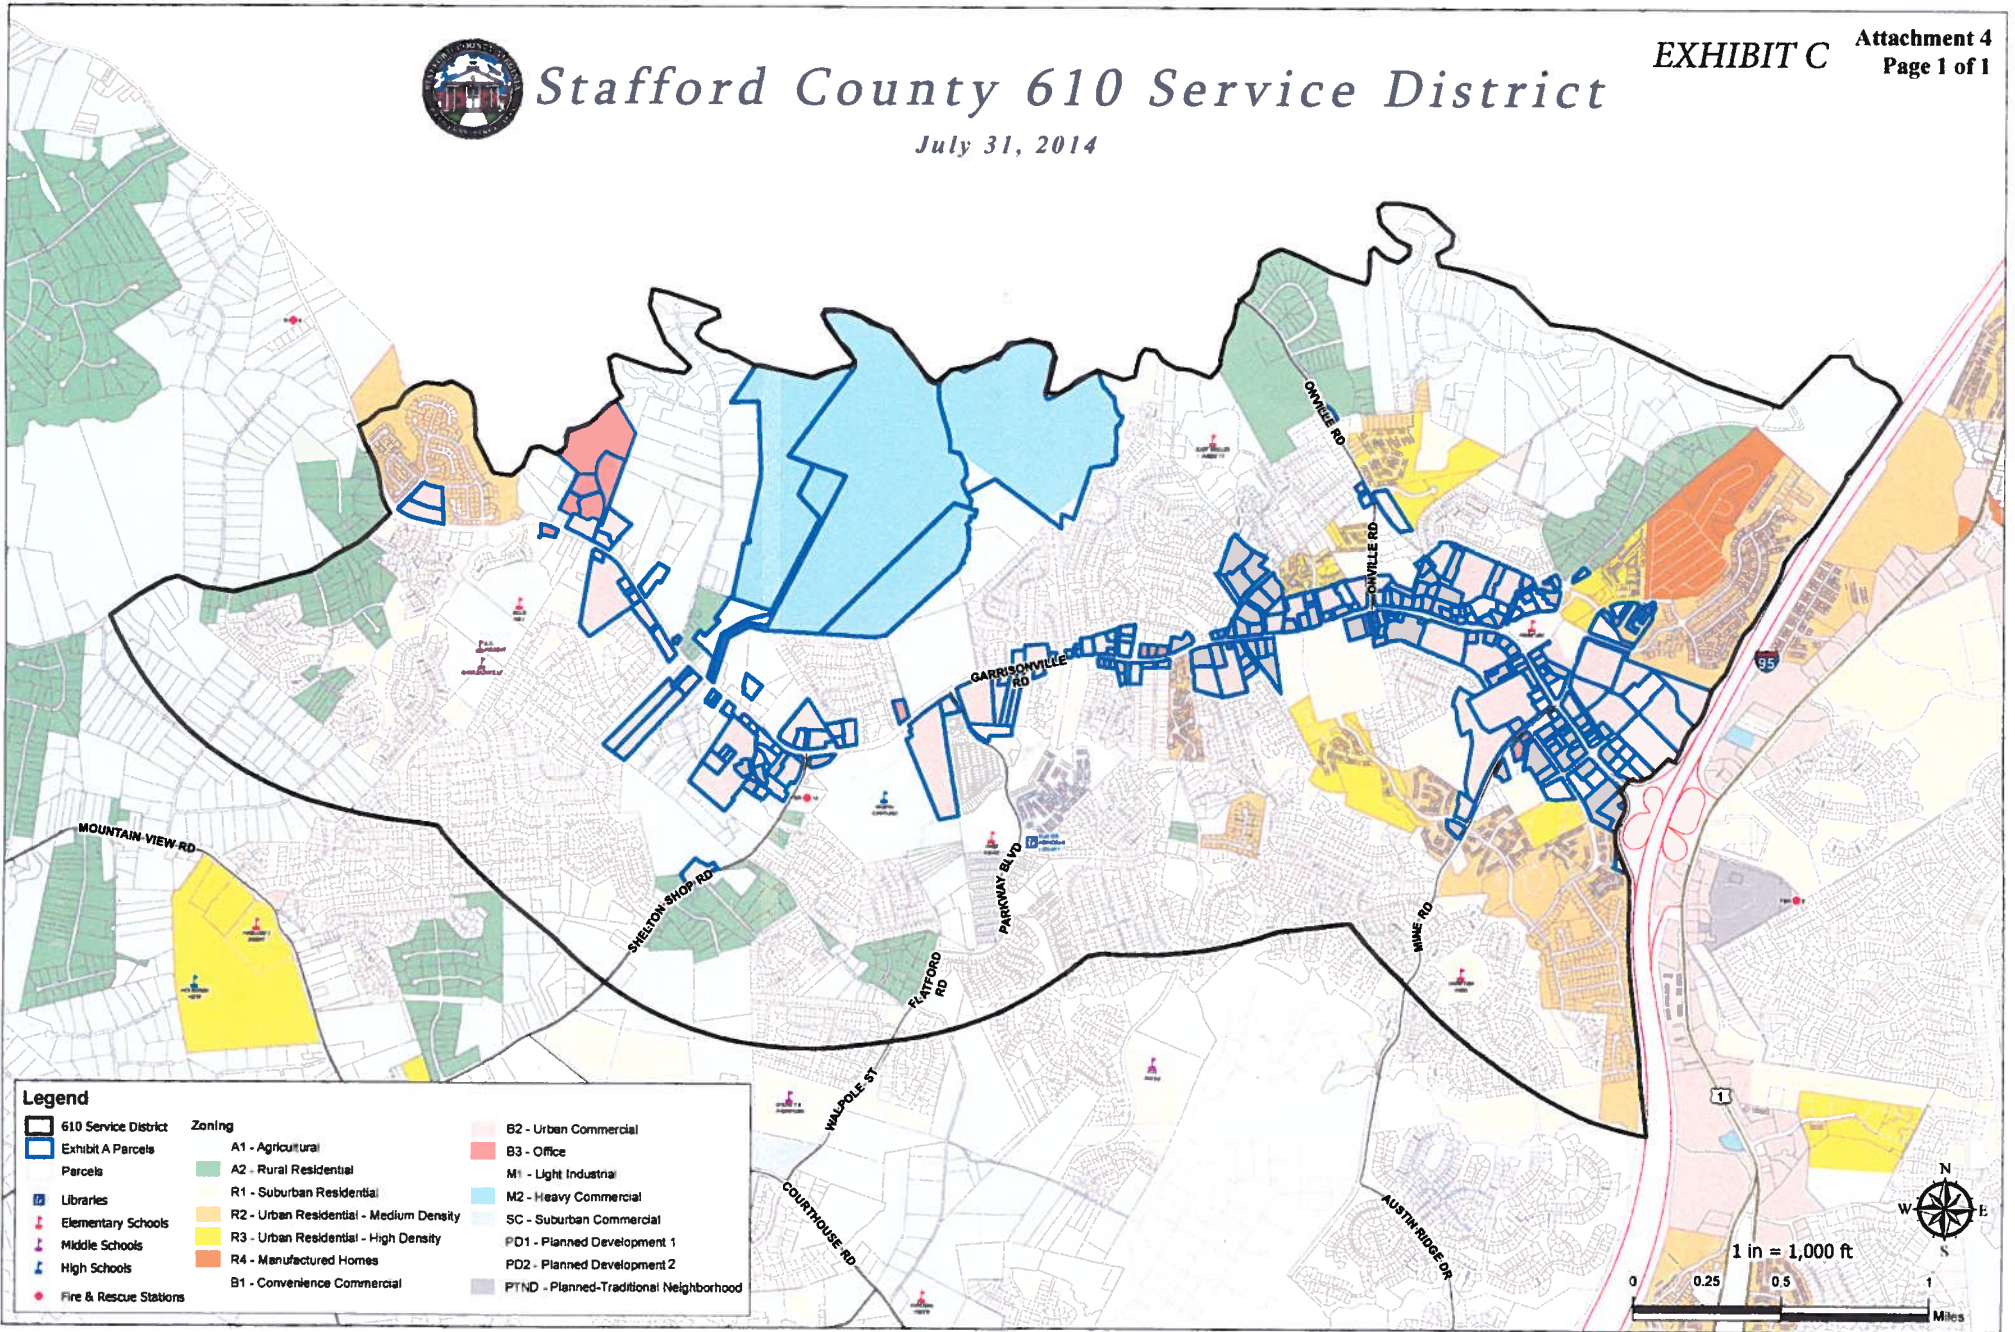 EXHIBIT C
Attachment 4
Page 1 of 1
Stafford County 610 Service District
July 31, 2014
ONVILLE RD
ONVILLE RD
GARRISONVILLE
RD
95
MOUNTAIN VIEW RD
SHELTON SHOP RD
PARKWAY BLVD
MINE RD
FLATFORD
RD
WALPOLE ST
COURTHOUSE RD
AUSTIN RIDGE DR
1
Legend
610 Service District
Exhibit A Parcels
Parcels
Libraries
Elementary Schools
Middle Schools
High Schools
Fire & Rescue Stations
Zoning
A1 - Agricultural
A2 - Rural Residential
R1 - Suburban Residential
R2 - Urban Residential - Medium Density
R3 - Urban Residential - High Density
R4 - Manufactured Homes
B1 - Convenience Commercial
B2 - Urban Commercial
B3 - Office
M1 - Light Industrial
M2 - Heavy Commercial
SC - Suburban Commercial
PD1 - Planned Development 1
PD2 - Planned Development 2
PTND - Planned-Traditional Neighborhood
N
W E
S
1 in = 1,000 ft
0 0.25 0.5 1
Miles